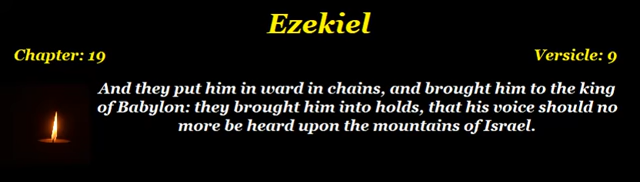 Ezekiel
Chapter: 19
Versicle: 9
And they put him in ward in chains, and brought him to the king
of Babylon: they brought him into holds, that his voice should no
more be heard upon the mountains of Israel.